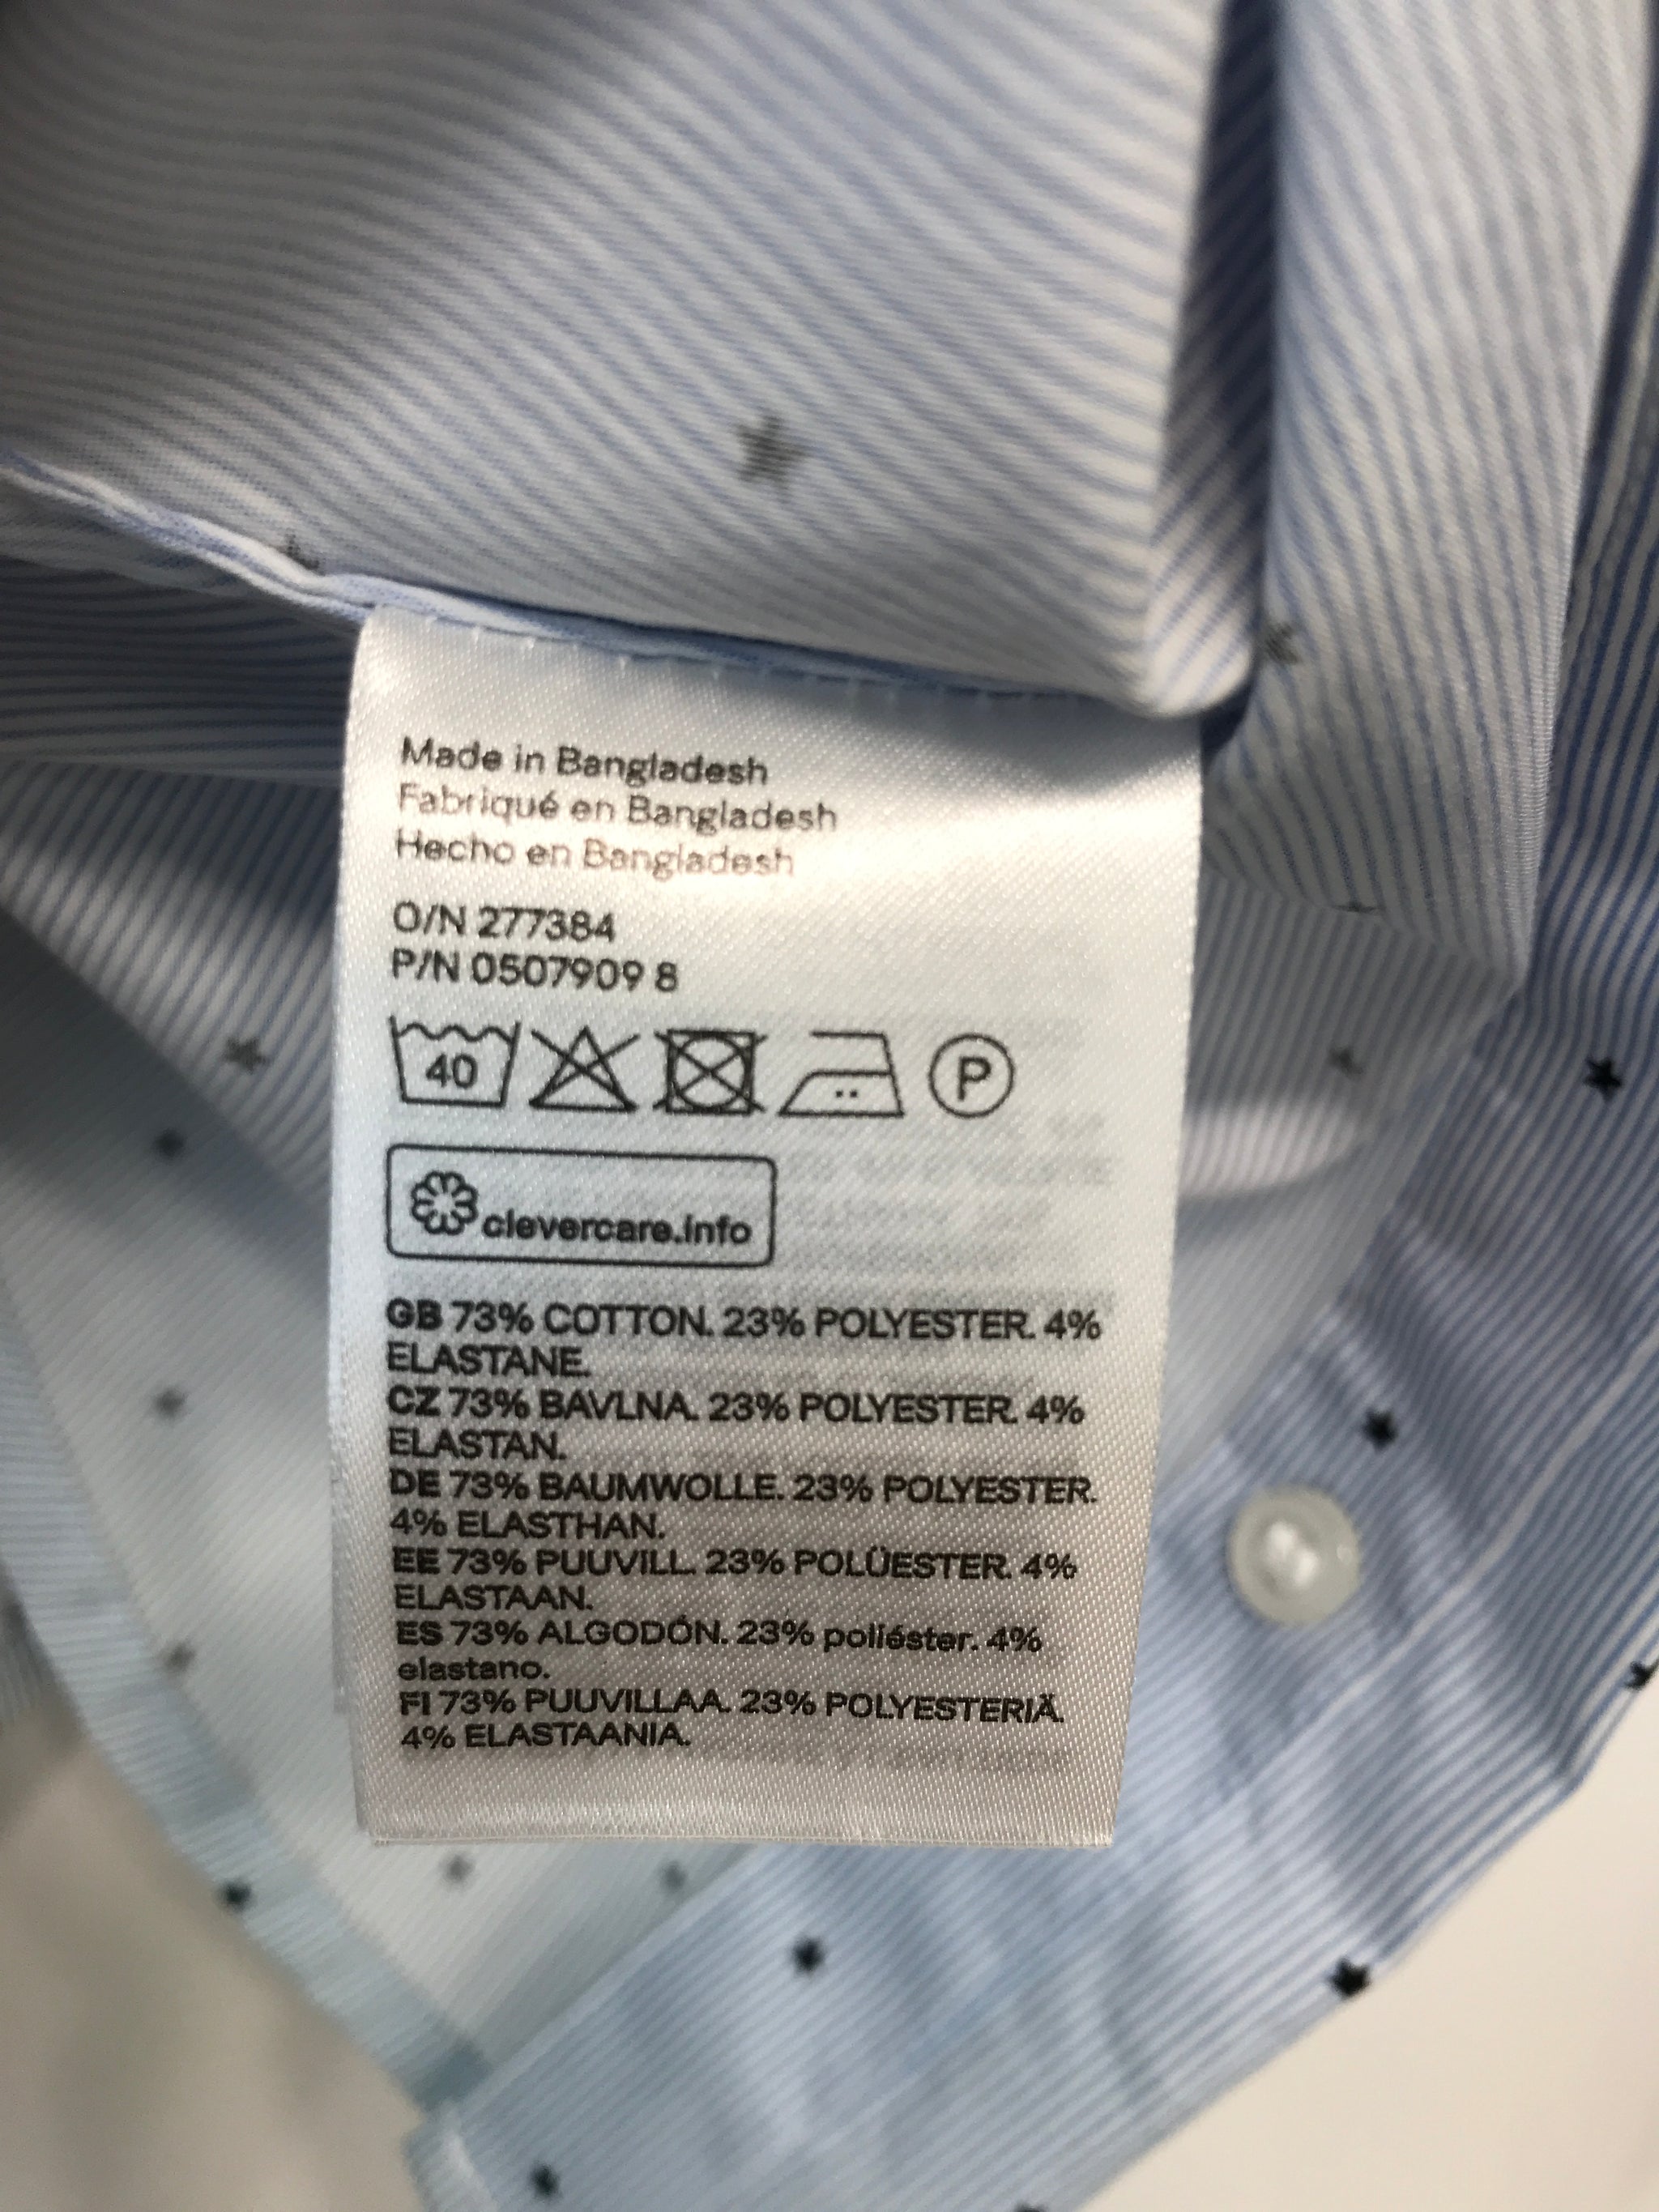 Made in Bangladesh
Fabriqué en Bangladesh
Hecho en Bangladesh
O/N 277384
P/N 0507909 8
40
P
clevercare.info
GB 73% COTTON. 23% POLYESTER. 4%
ELASTANE.
CZ 73% BAVLNA. 23% POLYESTER. 4%
ELASTAN.
DE 73% BAUMWOLLE. 23% POLYESTER.
4% ELASTHAN.
EE 73% PUUVILL. 23% POLÜESTER. 4%
ELASTAAN.
ES 73% ALGODÓN. 23% poliéster. 4%
elastano.
FI 73% PUUVILLAA. 23% POLYESTERIÄ.
4% ELASTAANIA.